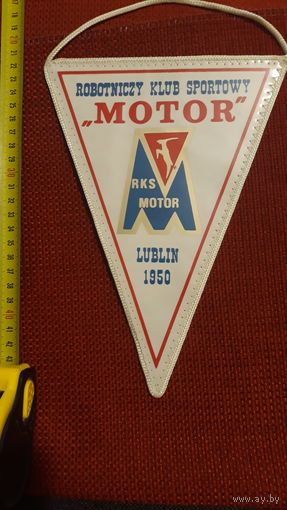 ROBOTNICZY KLUB SPORTOWY
„MOTOR"
RKS
MOTOR
LUBLIN
1950
www.ay.by